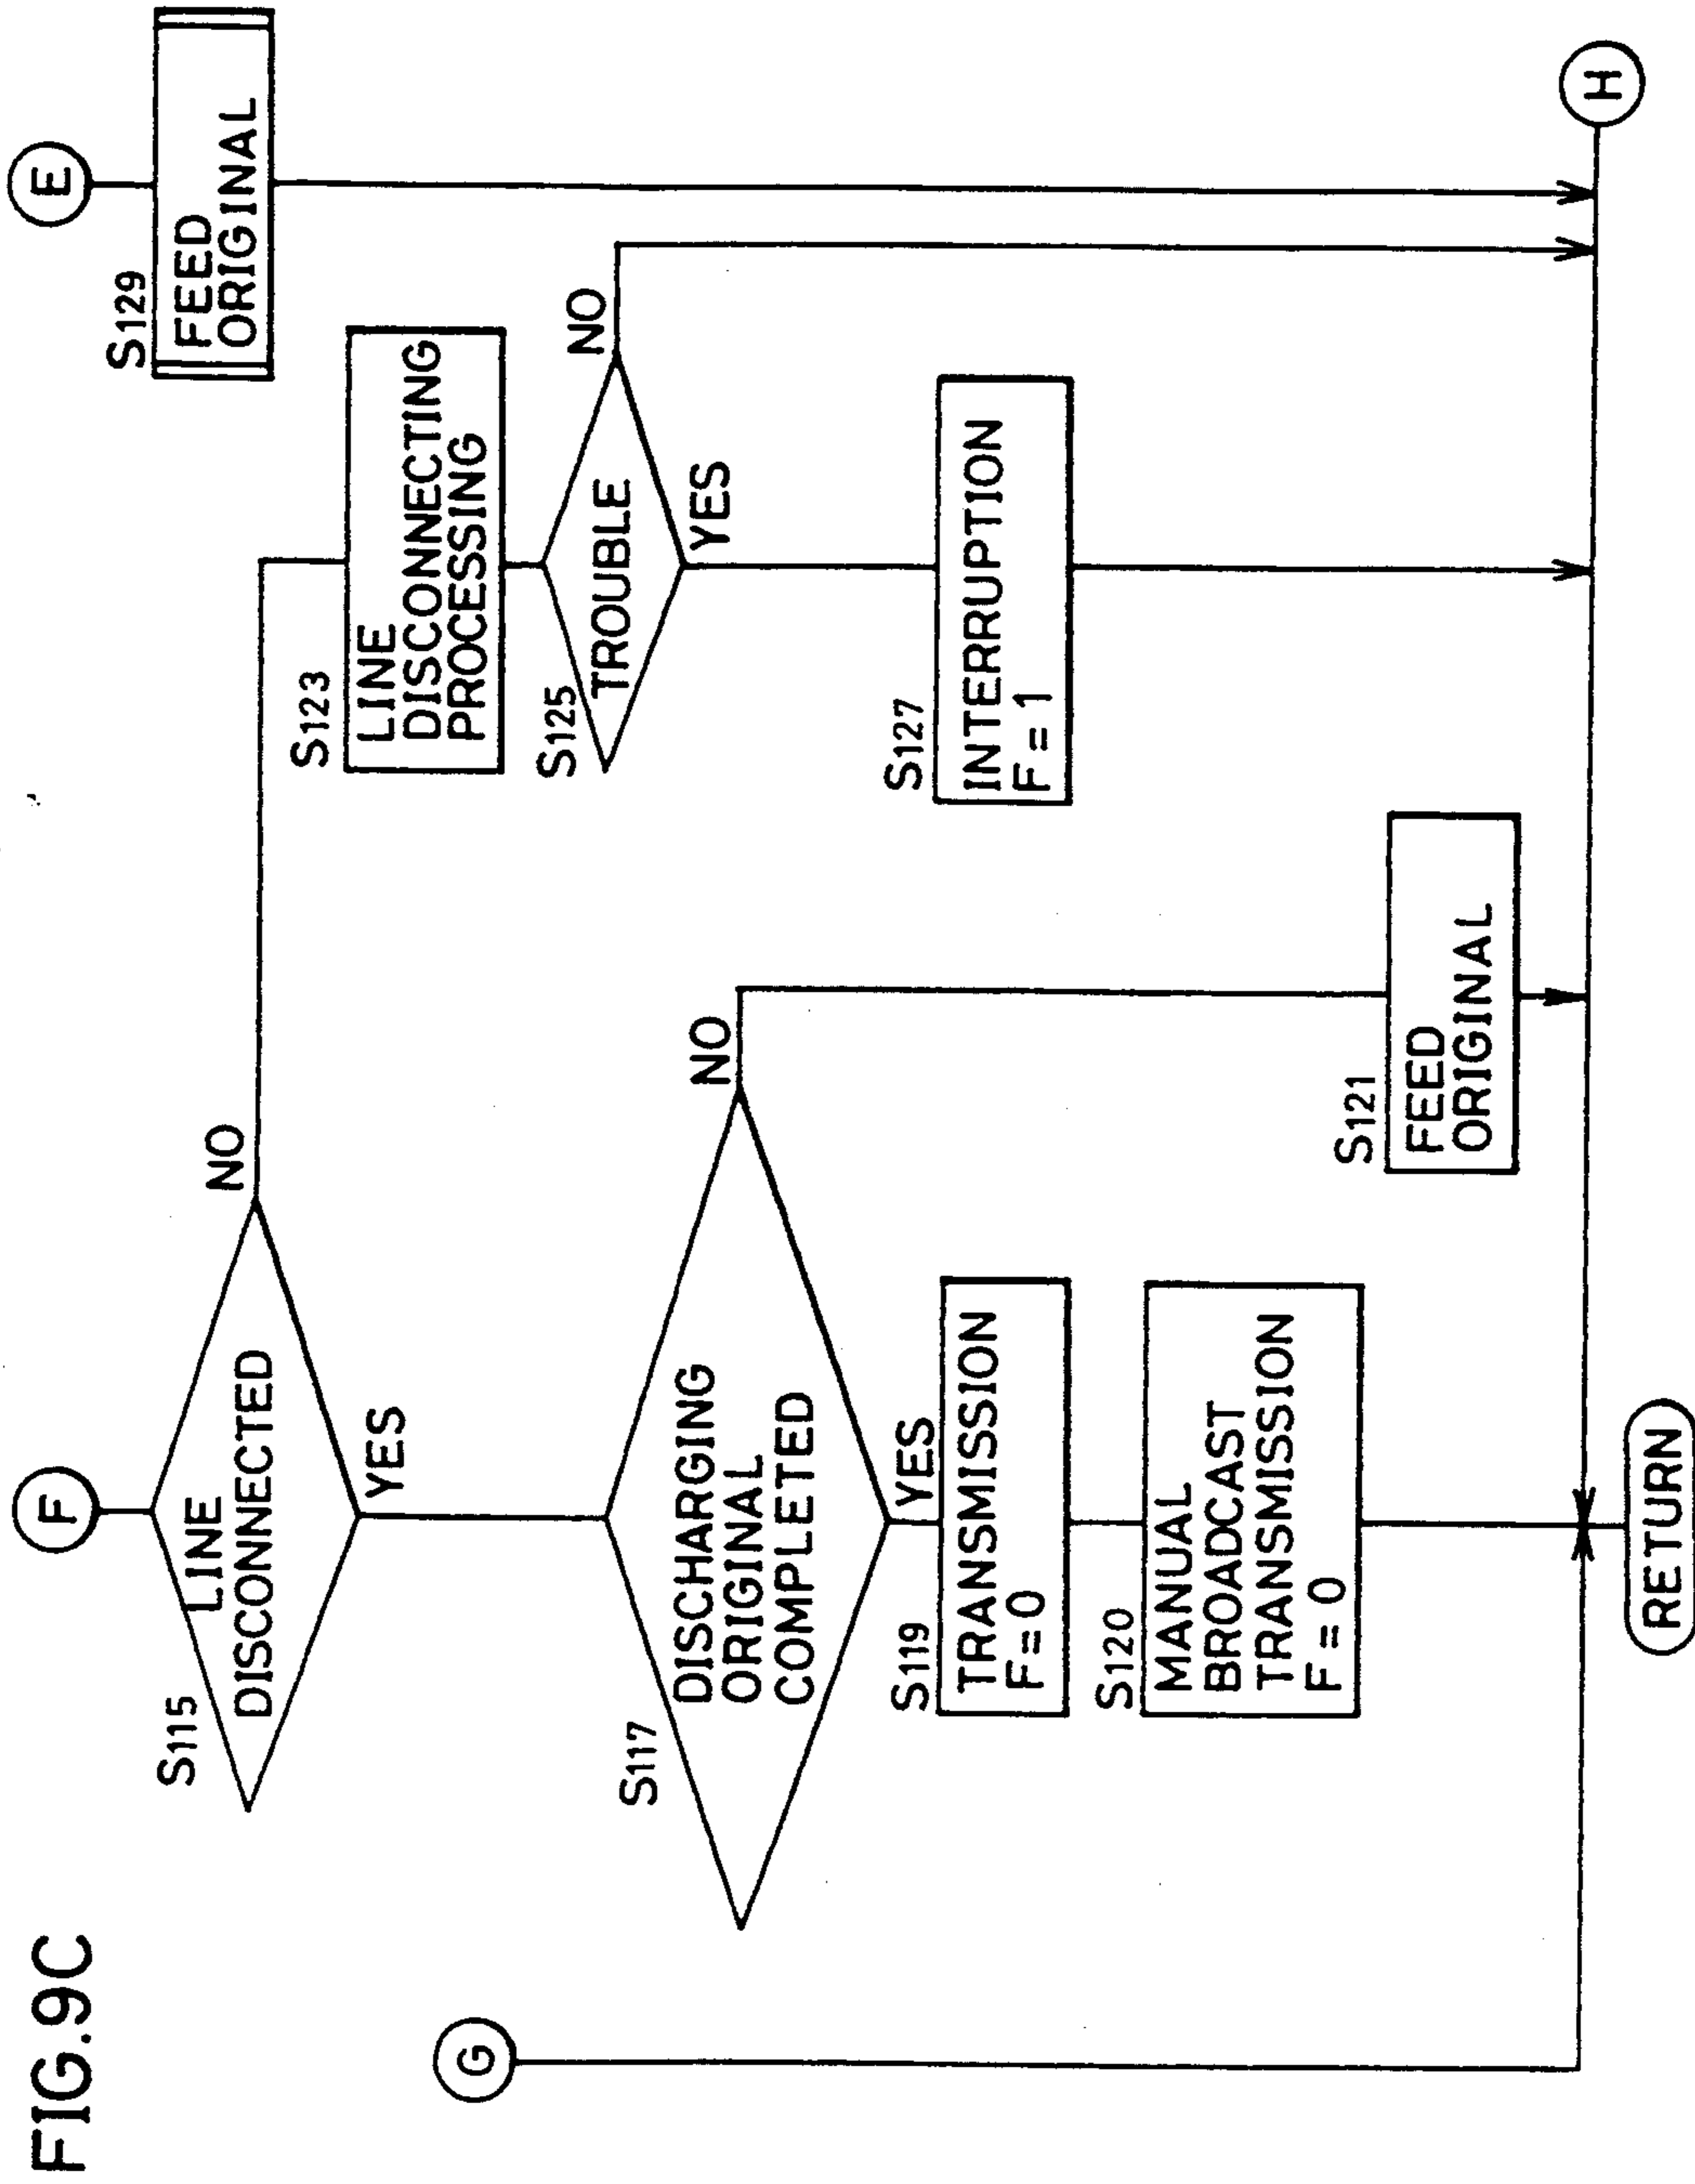 FIG.9C
F
S115
LINE
DISCONNECTED
NO
YES
S117
DISCHARGING
ORIGINAL
COMPLETED
NO
YES
S119
TRANSMISSION
F=0
S120
MANUAL
BROADCAST
TRANSMISSION
F=0
S121
FEED
ORIGINAL
S123
LINE
DISCONNECTING
PROCESSING
S125
TROUBLE
NO
YES
S127
INTERRUPTION
F=1
E
S129
FEED
ORIGINAL
G
H
RETURN